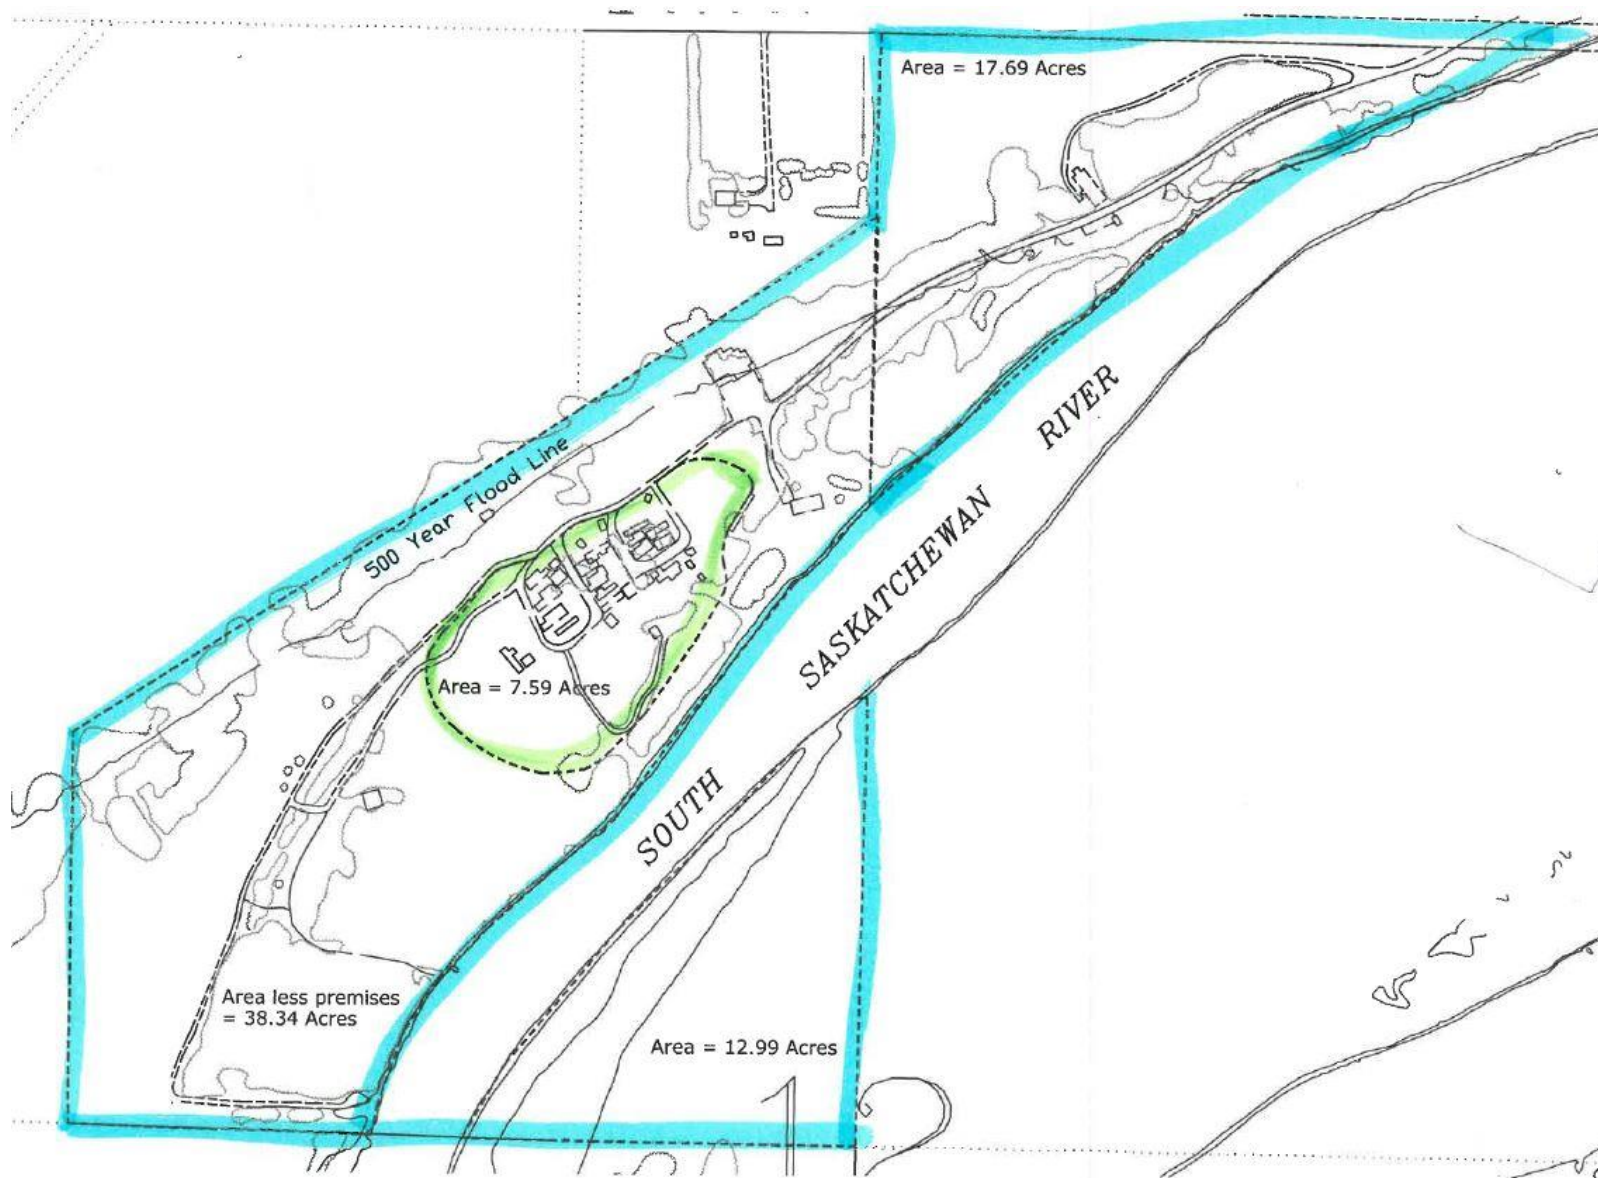 Area = 17.69 Acres
500 Year Flood Line
RIVER
SASKATCHEWAN
SOUTH
Area = 7.59 Acres
Area less premises
= 38.34 Acres
Area = 12.99 Acres